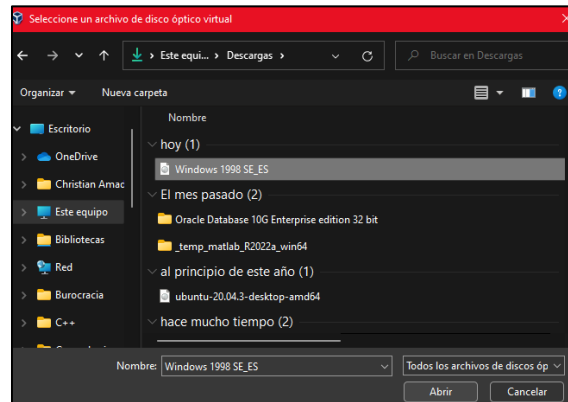 Seleccione un archivo de disco óptico virtual
Este equi... › Descargas ›
Buscar en Descargas
Organizar
Nueva carpeta
Escritorio
OneDrive
Christian Amac
Este equipo
Bibliotecas
Red
Burocracia
C++
Nombre
hoy (1)
Windows 1998 SE_ES
El mes pasado (2)
Oracle Database 10G Enterprise edition 32 bit
_temp_matlab_R2022a_win64
al principio de este año (1)
ubuntu-20.04.3-desktop-amd64
hace mucho tiempo (2)
Nombre: Windows 1998 SE_ES
Todos los archivos de discos óp
Abrir
Cancelar